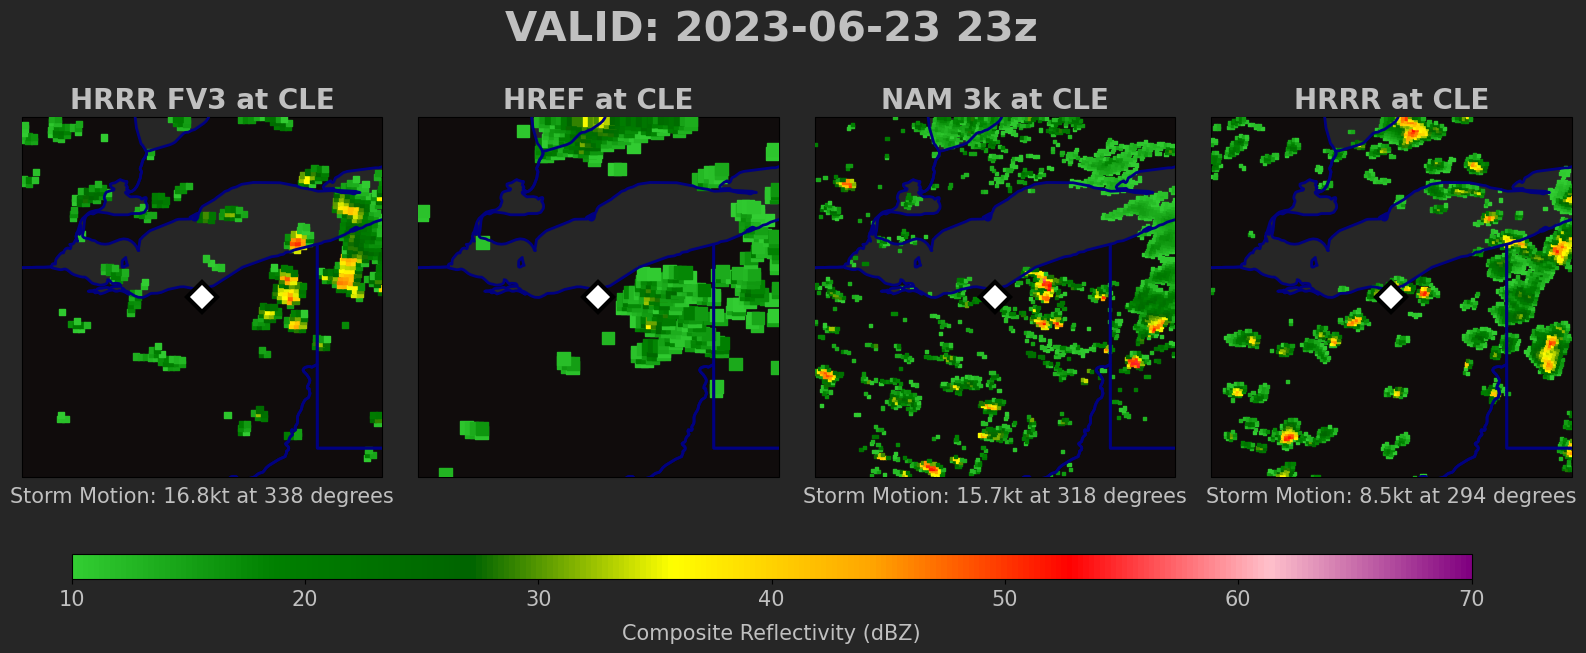 VALID: 2023-06-23 23z
HRRR FV3 at CLE
HREF at CLE
NAM 3k at CLE
HRRR at CLE
Storm Motion: 16.8kt at 338 degrees
Storm Motion: 15.7kt at 318 degrees
Storm Motion: 8.5kt at 294 degrees
10 20 30 40 50 60 70
Composite Reflectivity (dBZ)